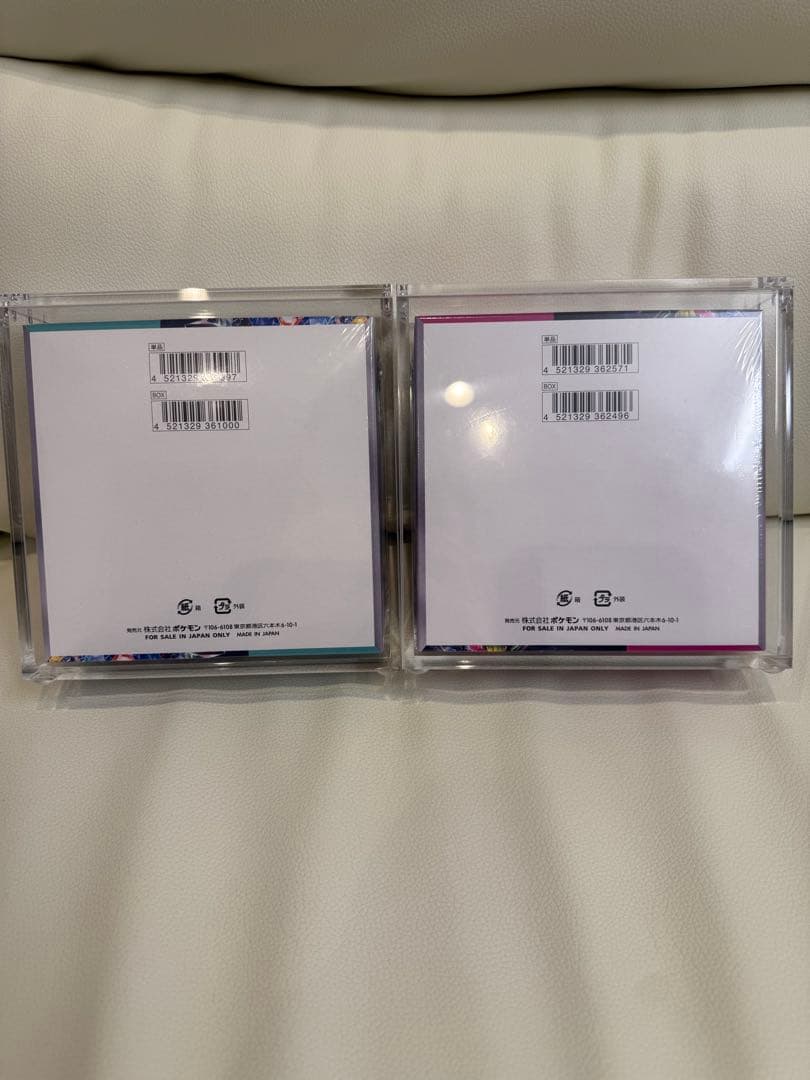 単品
BOX
4 521329 361000
紙 箱
プラ 外装
発売元 株式会社ポケモン 〒106-6108 東京都港区六本木6-10-1
FOR SALE IN JAPAN ONLY MADE IN JAPAN
単品
4 521329 362571
BOX
4 521329 362496
紙 箱
プラ 外装
発売元 株式会社ポケモン 〒106-6108 東京都港区六本木6-10-1
FOR SALE IN JAPAN ONLY MADE IN JAPAN